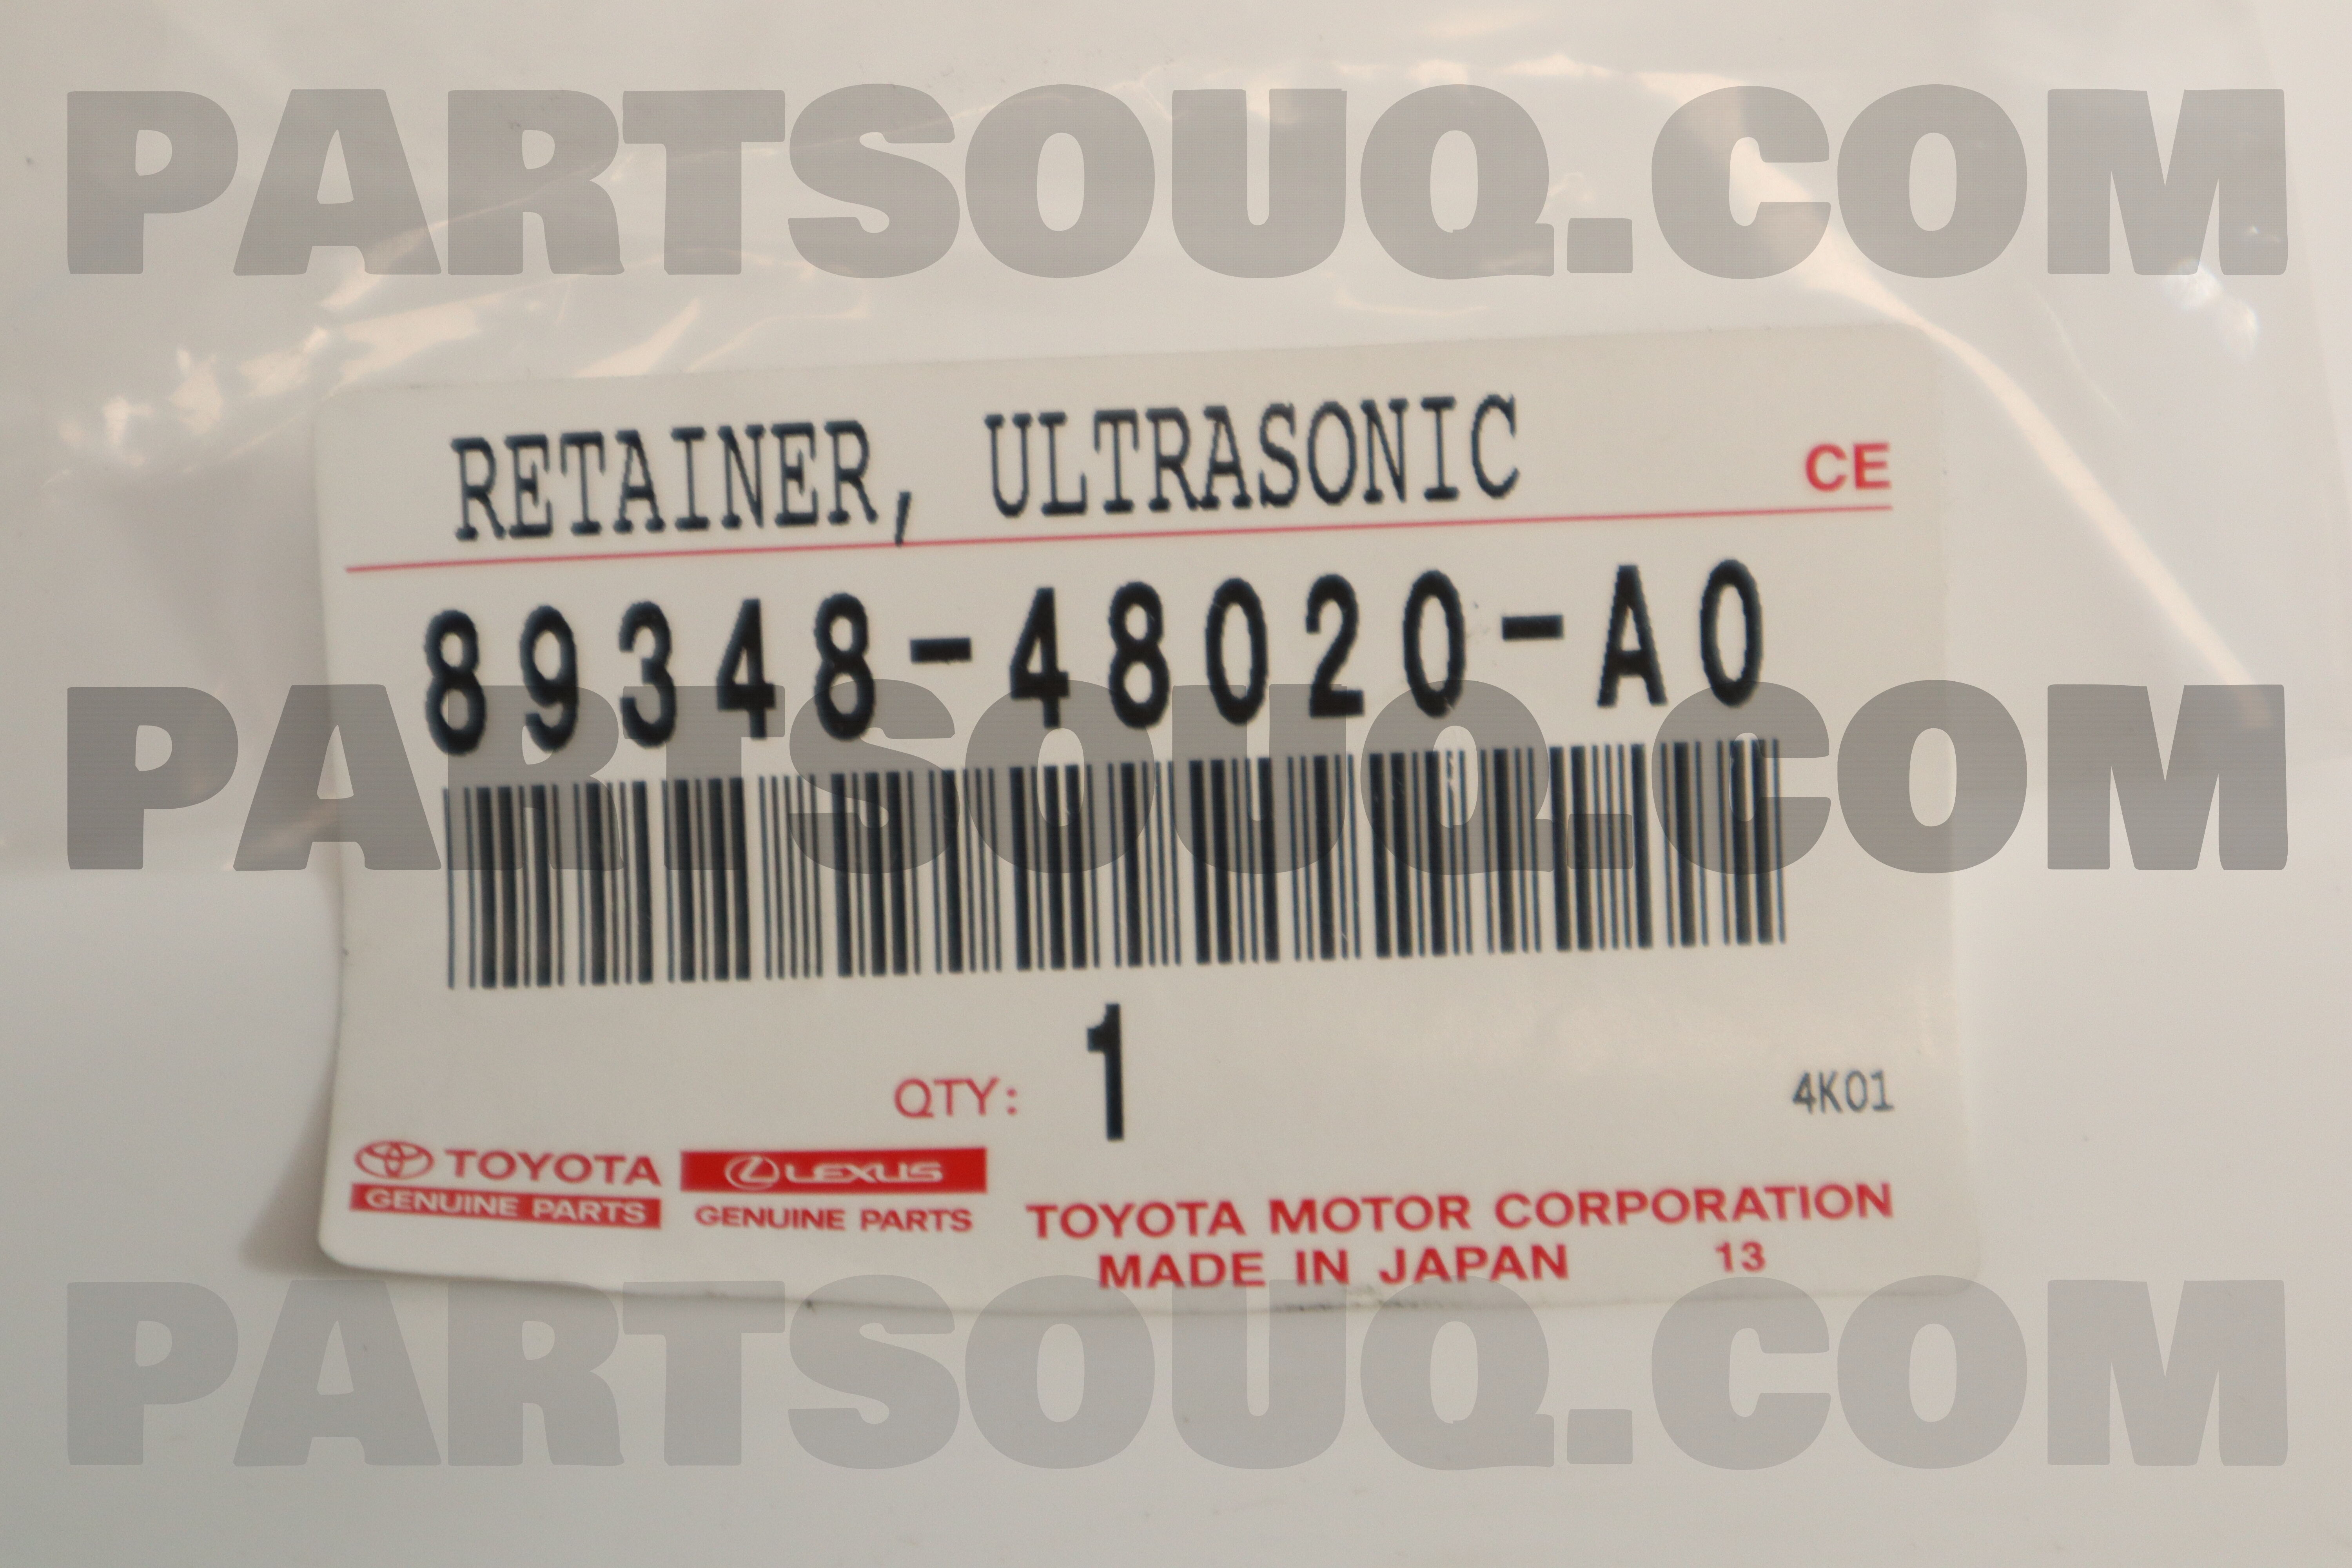 PARTSOUQ.COM
RETAINER, ULTRASONIC
CE
89348-48020-A0
PARTSOUQ.COM
QTY: 1
4K01
TOYOTA
GENUINE PARTS
LEXUS
GENUINE PARTS
TOYOTA MOTOR CORPORATION
MADE IN JAPAN 13
PARTSOUQ.COM